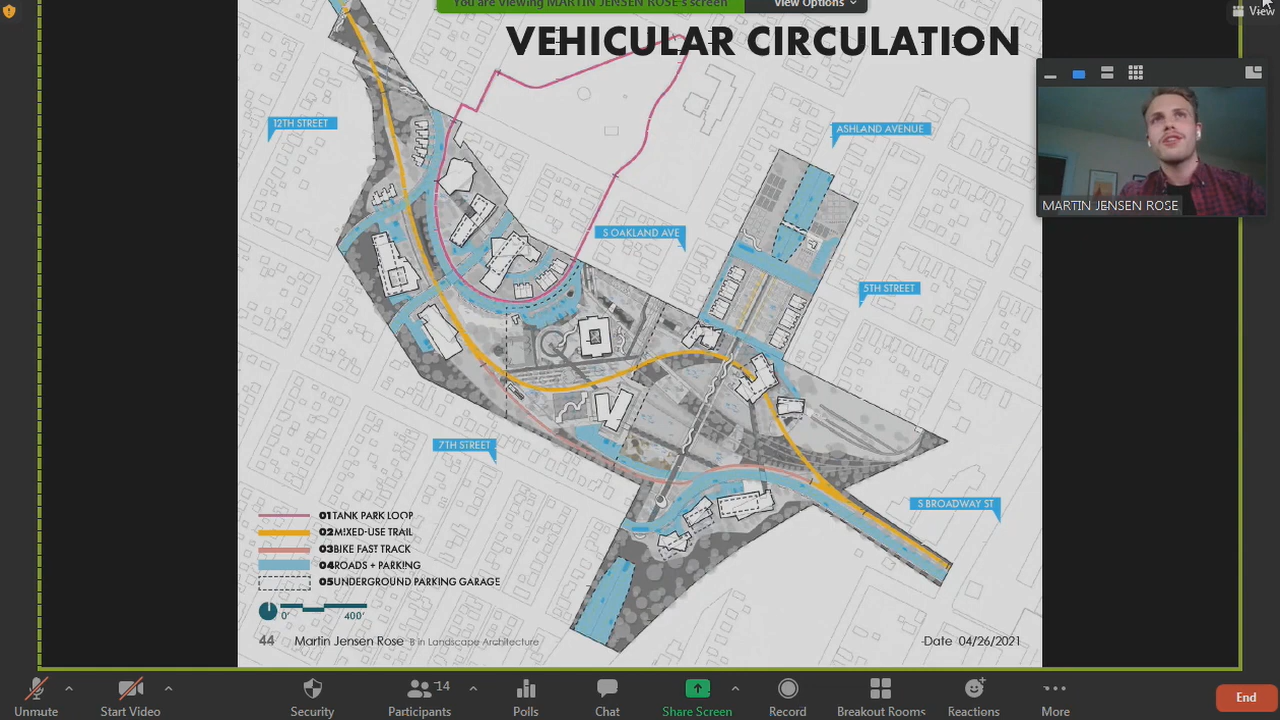 You are viewing MARTIN JENSEN ROSE's screen
View Options
View
VEHICULAR CIRCULATION
12TH STREET
ASHLAND AVENUE
MARTIN JENSEN ROSE
S OAKLAND AVE
5TH STREET
7TH STREET
S BROADWAY ST
01 TANK PARK LOOP
02 MIXED-USE TRAIL
03 BIKE FAST TRACK
04 ROADS + PARKING
05 UNDERGROUND PARKING GARAGE
0' 400'
44 Martin Jensen Rose B in Landscape Architecture
Date 04/26/2021
14
Unmute Start Video Security Participants Polls Chat Share Screen Record Breakout Rooms Reactions More End